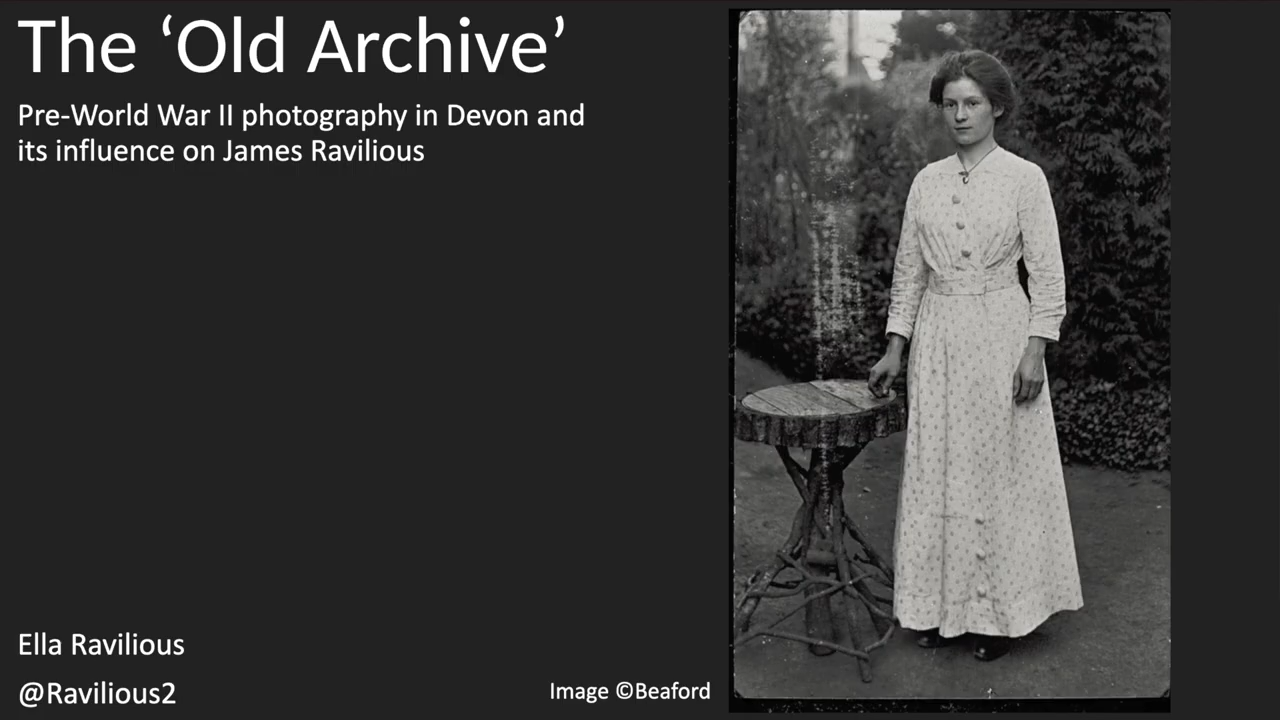 The ‘Old Archive’
Pre-World War II photography in Devon and
its influence on James Ravilious
Ella Ravilious
@Ravilious2
Image ©Beaford